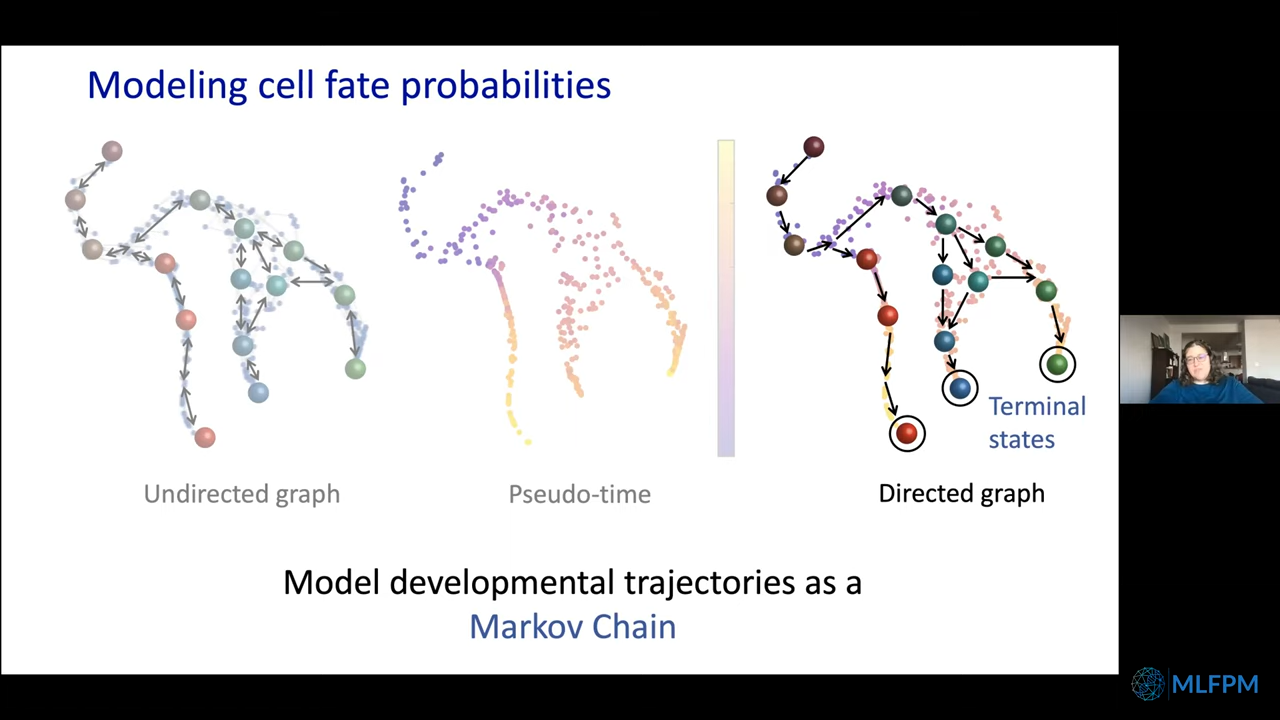 Modeling cell fate probabilities
Terminal
states
Undirected graph
Pseudo-time
Directed graph
Model developmental trajectories as a
Markov Chain
MLFPM